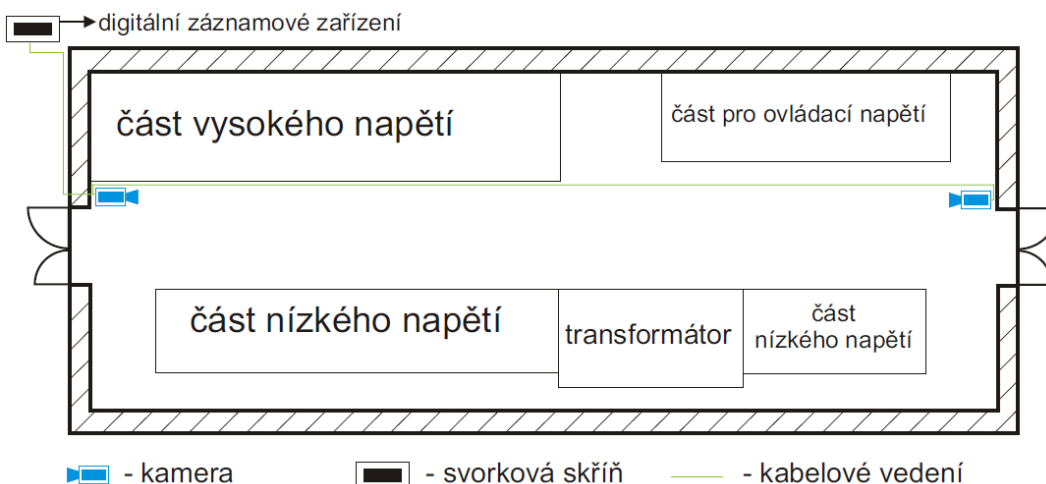 digitální záznamové zařízení
část vysokého napětí
část pro ovládací napětí
část nízkého napětí
transformátor
část
nízkého napětí
- kamera
- svorková skříň
- kabelové vedení